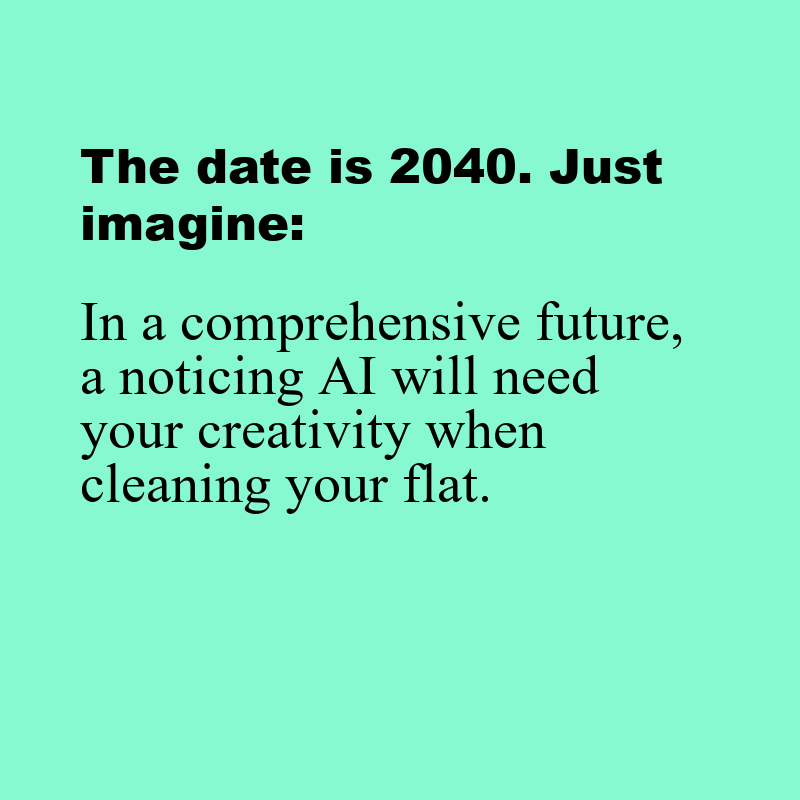 The date is 2040. Just
imagine:
In a comprehensive future,
a noticing AI will need
your creativity when
cleaning your flat.